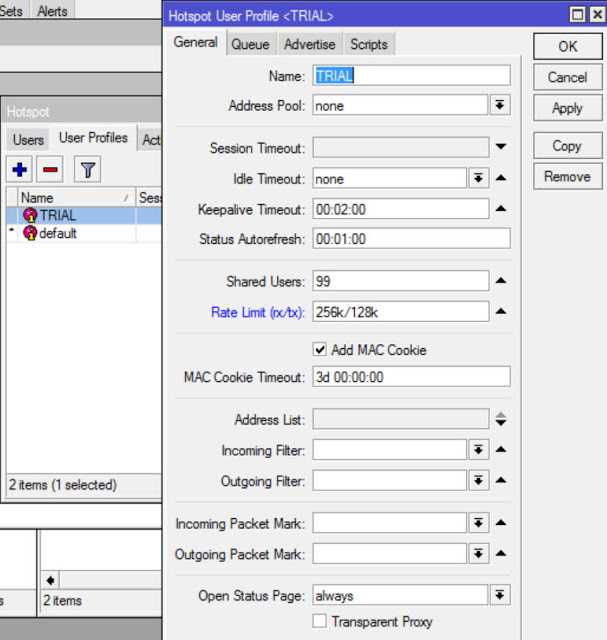 Sets Alerts
Hotspot User Profile <TRIAL>
General Queue Advertise Scripts
Name: TRIAL
Address Pool: none
Session Timeout:
Idle Timeout: none
Keepalive Timeout: 00:02:00
Status Autorefresh: 00:01:00
Shared Users: 99
Rate Limit (rx/tx): 256k/128k
Add MAC Cookie
MAC Cookie Timeout: 3d 00:00:00
Address List:
Incoming Filter:
Outgoing Filter:
Incoming Packet Mark:
Outgoing Packet Mark:
Open Status Page: always
Transparent Proxy
OK
Cancel
Apply
Copy
Remove
Hotspot
Users User Profiles Act
Name / Ses
TRIAL
* default
2 items (1 selected)
s 2 items